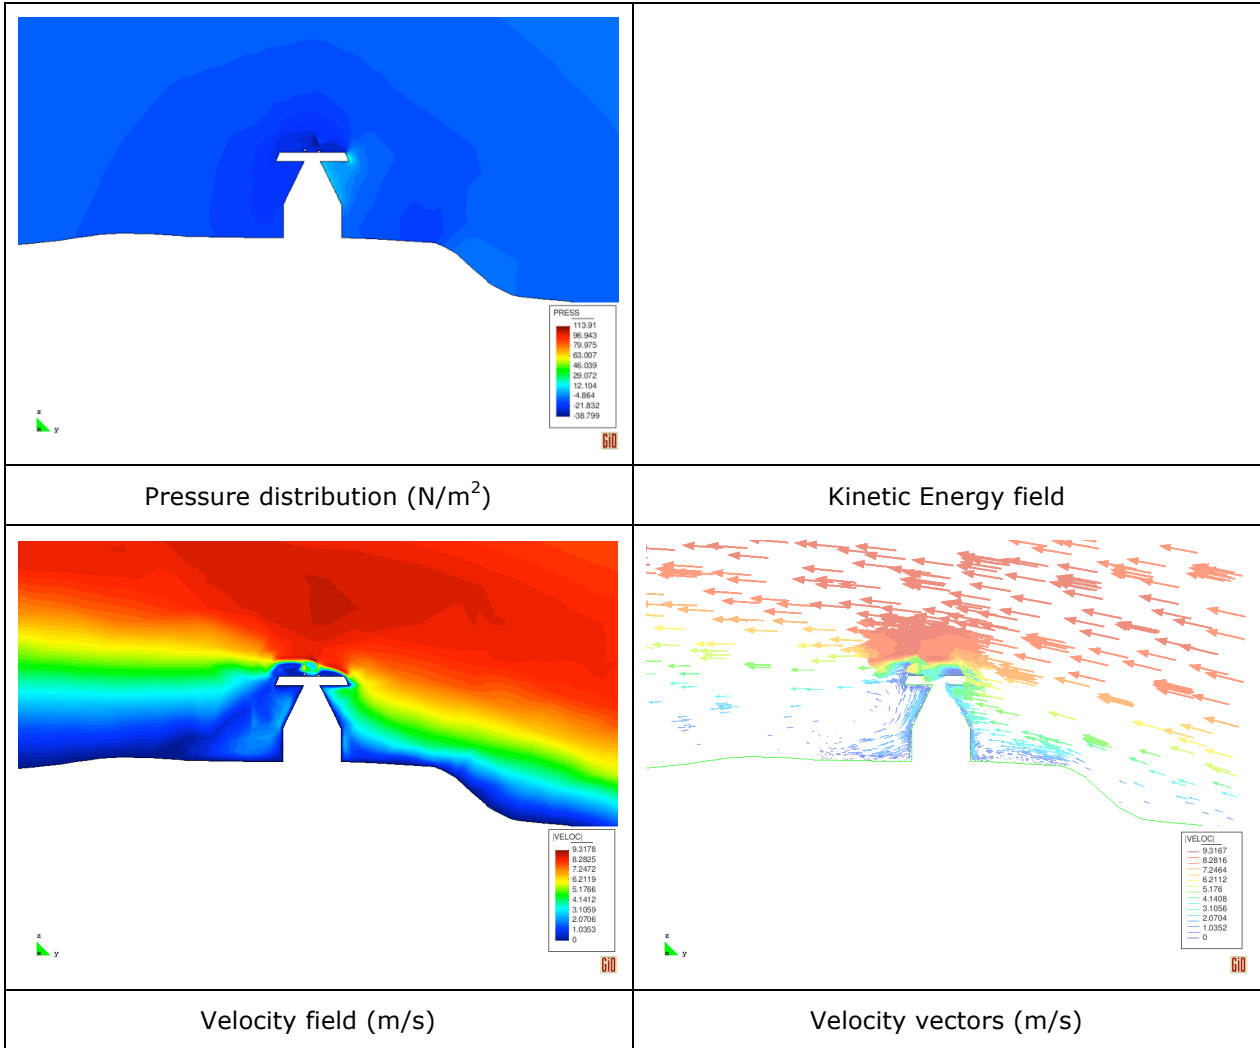 PRESS
113.91
96.943
79.975
63.007
46.039
29.072
12.104
-4.864
-21.832
-38.799
z
x y
GiD
Pressure distribution (N/m²)
Kinetic Energy field
|VELOC|
9.3178
8.2825
7.2472
6.2119
5.1766
4.1412
3.1059
2.0706
1.0353
0
z
x y
GiD
|VELOC|
9.3167
8.2816
7.2464
6.2112
5.176
4.1408
3.1056
2.0704
1.0352
0
z
x y
GiD
Velocity field (m/s)
Velocity vectors (m/s)